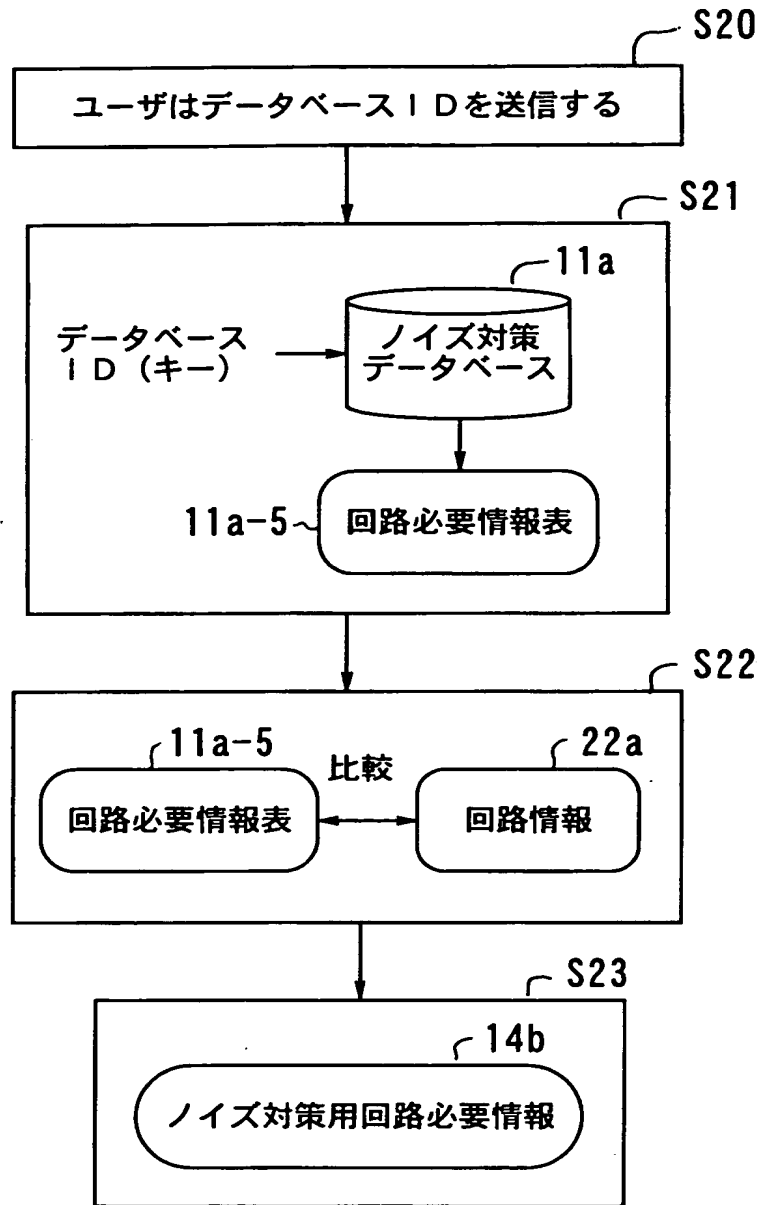 S20
ユーザはデータベースＩＤを送信する
S21
11a
データベース
ＩＤ（キー）
ノイズ対策
データベース
11a-5
回路必要情報表
S22
11a-5
比較
22a
回路必要情報表
回路情報
S23
14b
ノイズ対策用回路必要情報